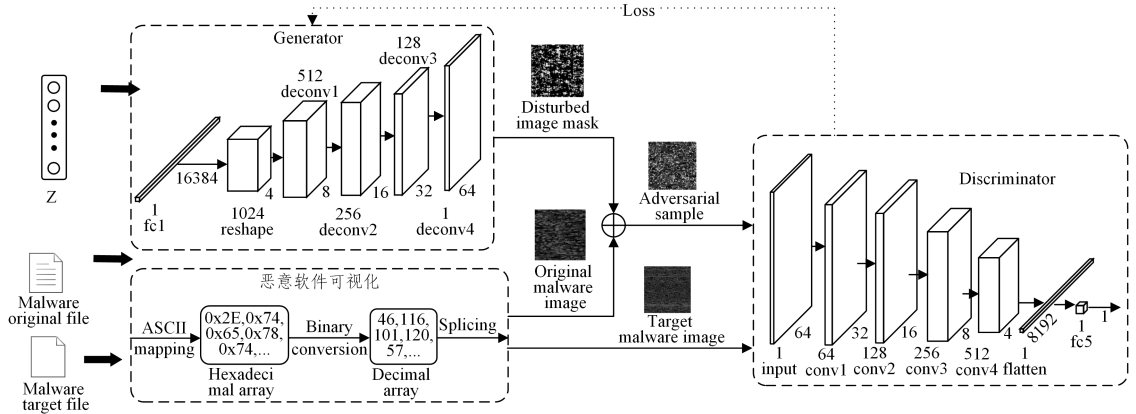 Loss
Generator
128
deconv3
512
deconv1
16384
4
8
16
32
64
1
fc1
1024
reshape
256
deconv2
1
deconv4
Z
Disturbed
image mask
Adversarial
sample
Original
malware
image
Target
malware image
Malware
original file
Malware
target file
恶意软件可视化
ASCII
mapping
0x2E,0x74,
0x65,0x78,
0x74,...
Hexadeci
mal array
Binary
conversion
46,116,
101,120,
57,...
Decimal
array
Splicing
Discriminator
64
32
16
8
4
8192
1
1
input
64
conv1
128
conv2
256
conv3
512
conv4
1
flatten
1
fc5